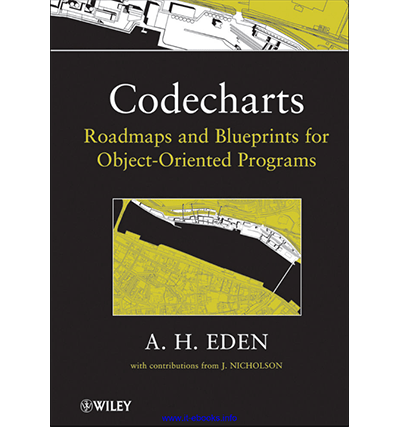 Codecharts
Roadmaps and Blueprints for
Object-Oriented Programs
A. H. EDEN
with contributions from J. NICHOLSON
WILEY